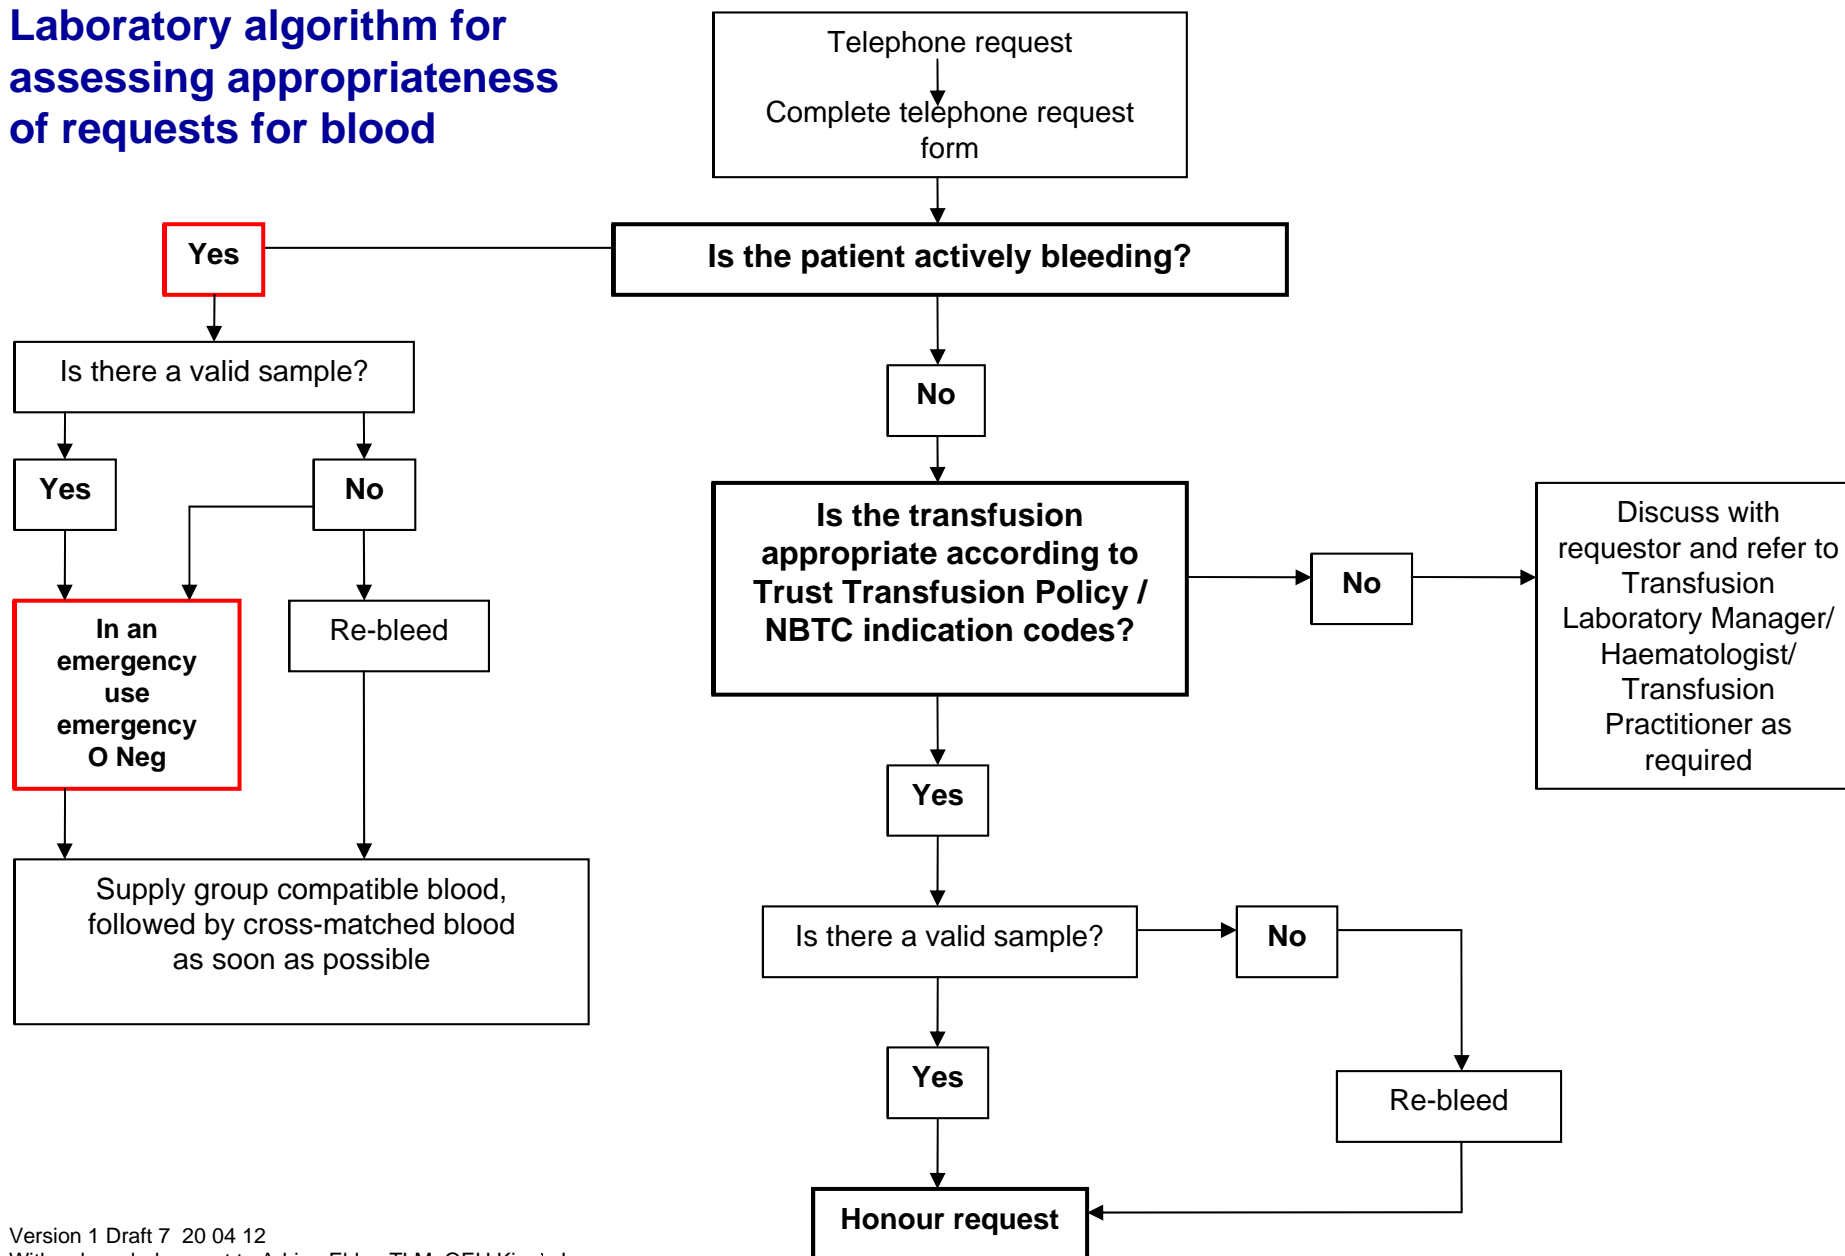 Laboratory algorithm for
assessing appropriateness
of requests for blood
Telephone request
Complete telephone request
form
Yes
Is the patient actively bleeding?
Is there a valid sample?
No
Yes
No
Is the transfusion
appropriate according to
Trust Transfusion Policy /
NBTC indication codes?
No
Discuss with
requestor and refer to
Transfusion
Laboratory Manager/
Haematologist/
Transfusion
Practitioner as
required
In an
emergency
use
emergency
O Neg
Re-bleed
Yes
Supply group compatible blood,
followed by cross-matched blood
as soon as possible
Is there a valid sample?
No
Yes
Re-bleed
Honour request
Version 1 Draft 7 20 04 12